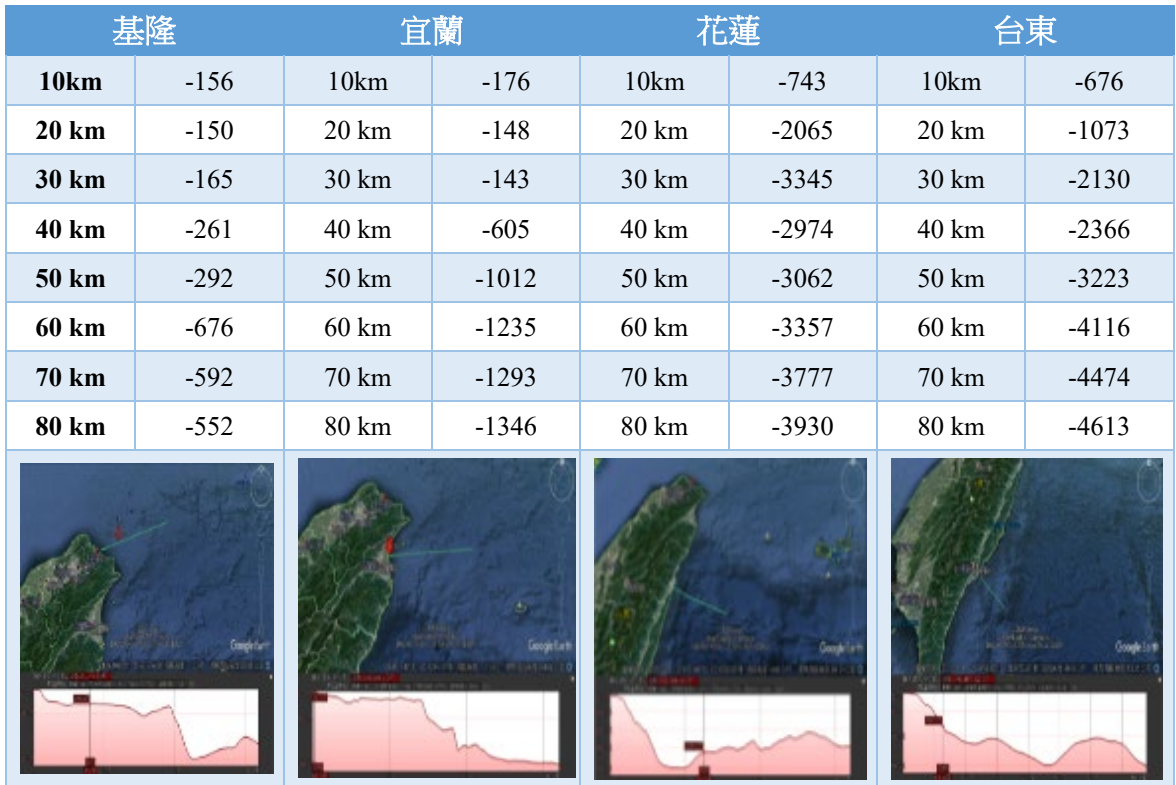 基隆 宜蘭 花蓮 台東
10km -156 10km -176 10km -743 10km -676
20 km -150 20 km -148 20 km -2065 20 km -1073
30 km -165 30 km -143 30 km -3345 30 km -2130
40 km -261 40 km -605 40 km -2974 40 km -2366
50 km -292 50 km -1012 50 km -3062 50 km -3223
60 km -676 60 km -1235 60 km -3357 60 km -4116
70 km -592 70 km -1293 70 km -3777 70 km -4474
80 km -552 80 km -1346 80 km -3930 80 km -4613
Google Earth Google Earth Google Earth Google Earth